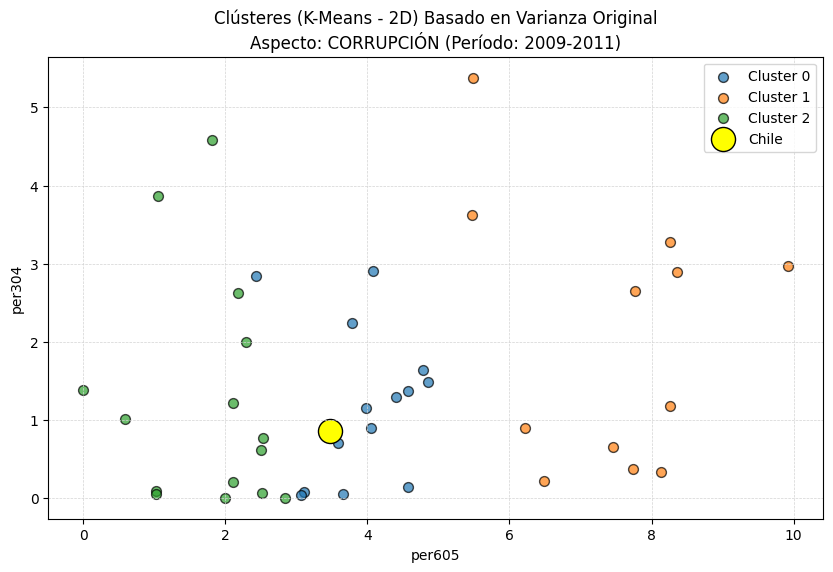 Clústeres (K-Means - 2D) Basado en Varianza Original
Aspecto: CORRUPCIÓN (Período: 2009-2011)
Cluster 0
Cluster 1
Cluster 2
Chile
per304
5
4
3
2
1
0
0 2 4 6 8 10
per605